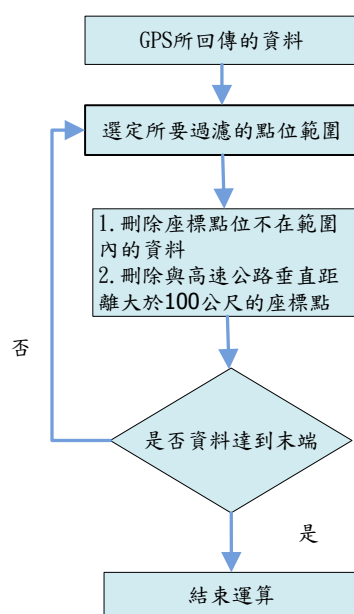 GPS所回傳的資料
選定所要過濾的點位範圍
1.刪除座標點位不在範圍
內的資料
2.刪除與高速公路垂直距
離大於100公尺的座標點
否
是否資料達到末端
是
結束運算